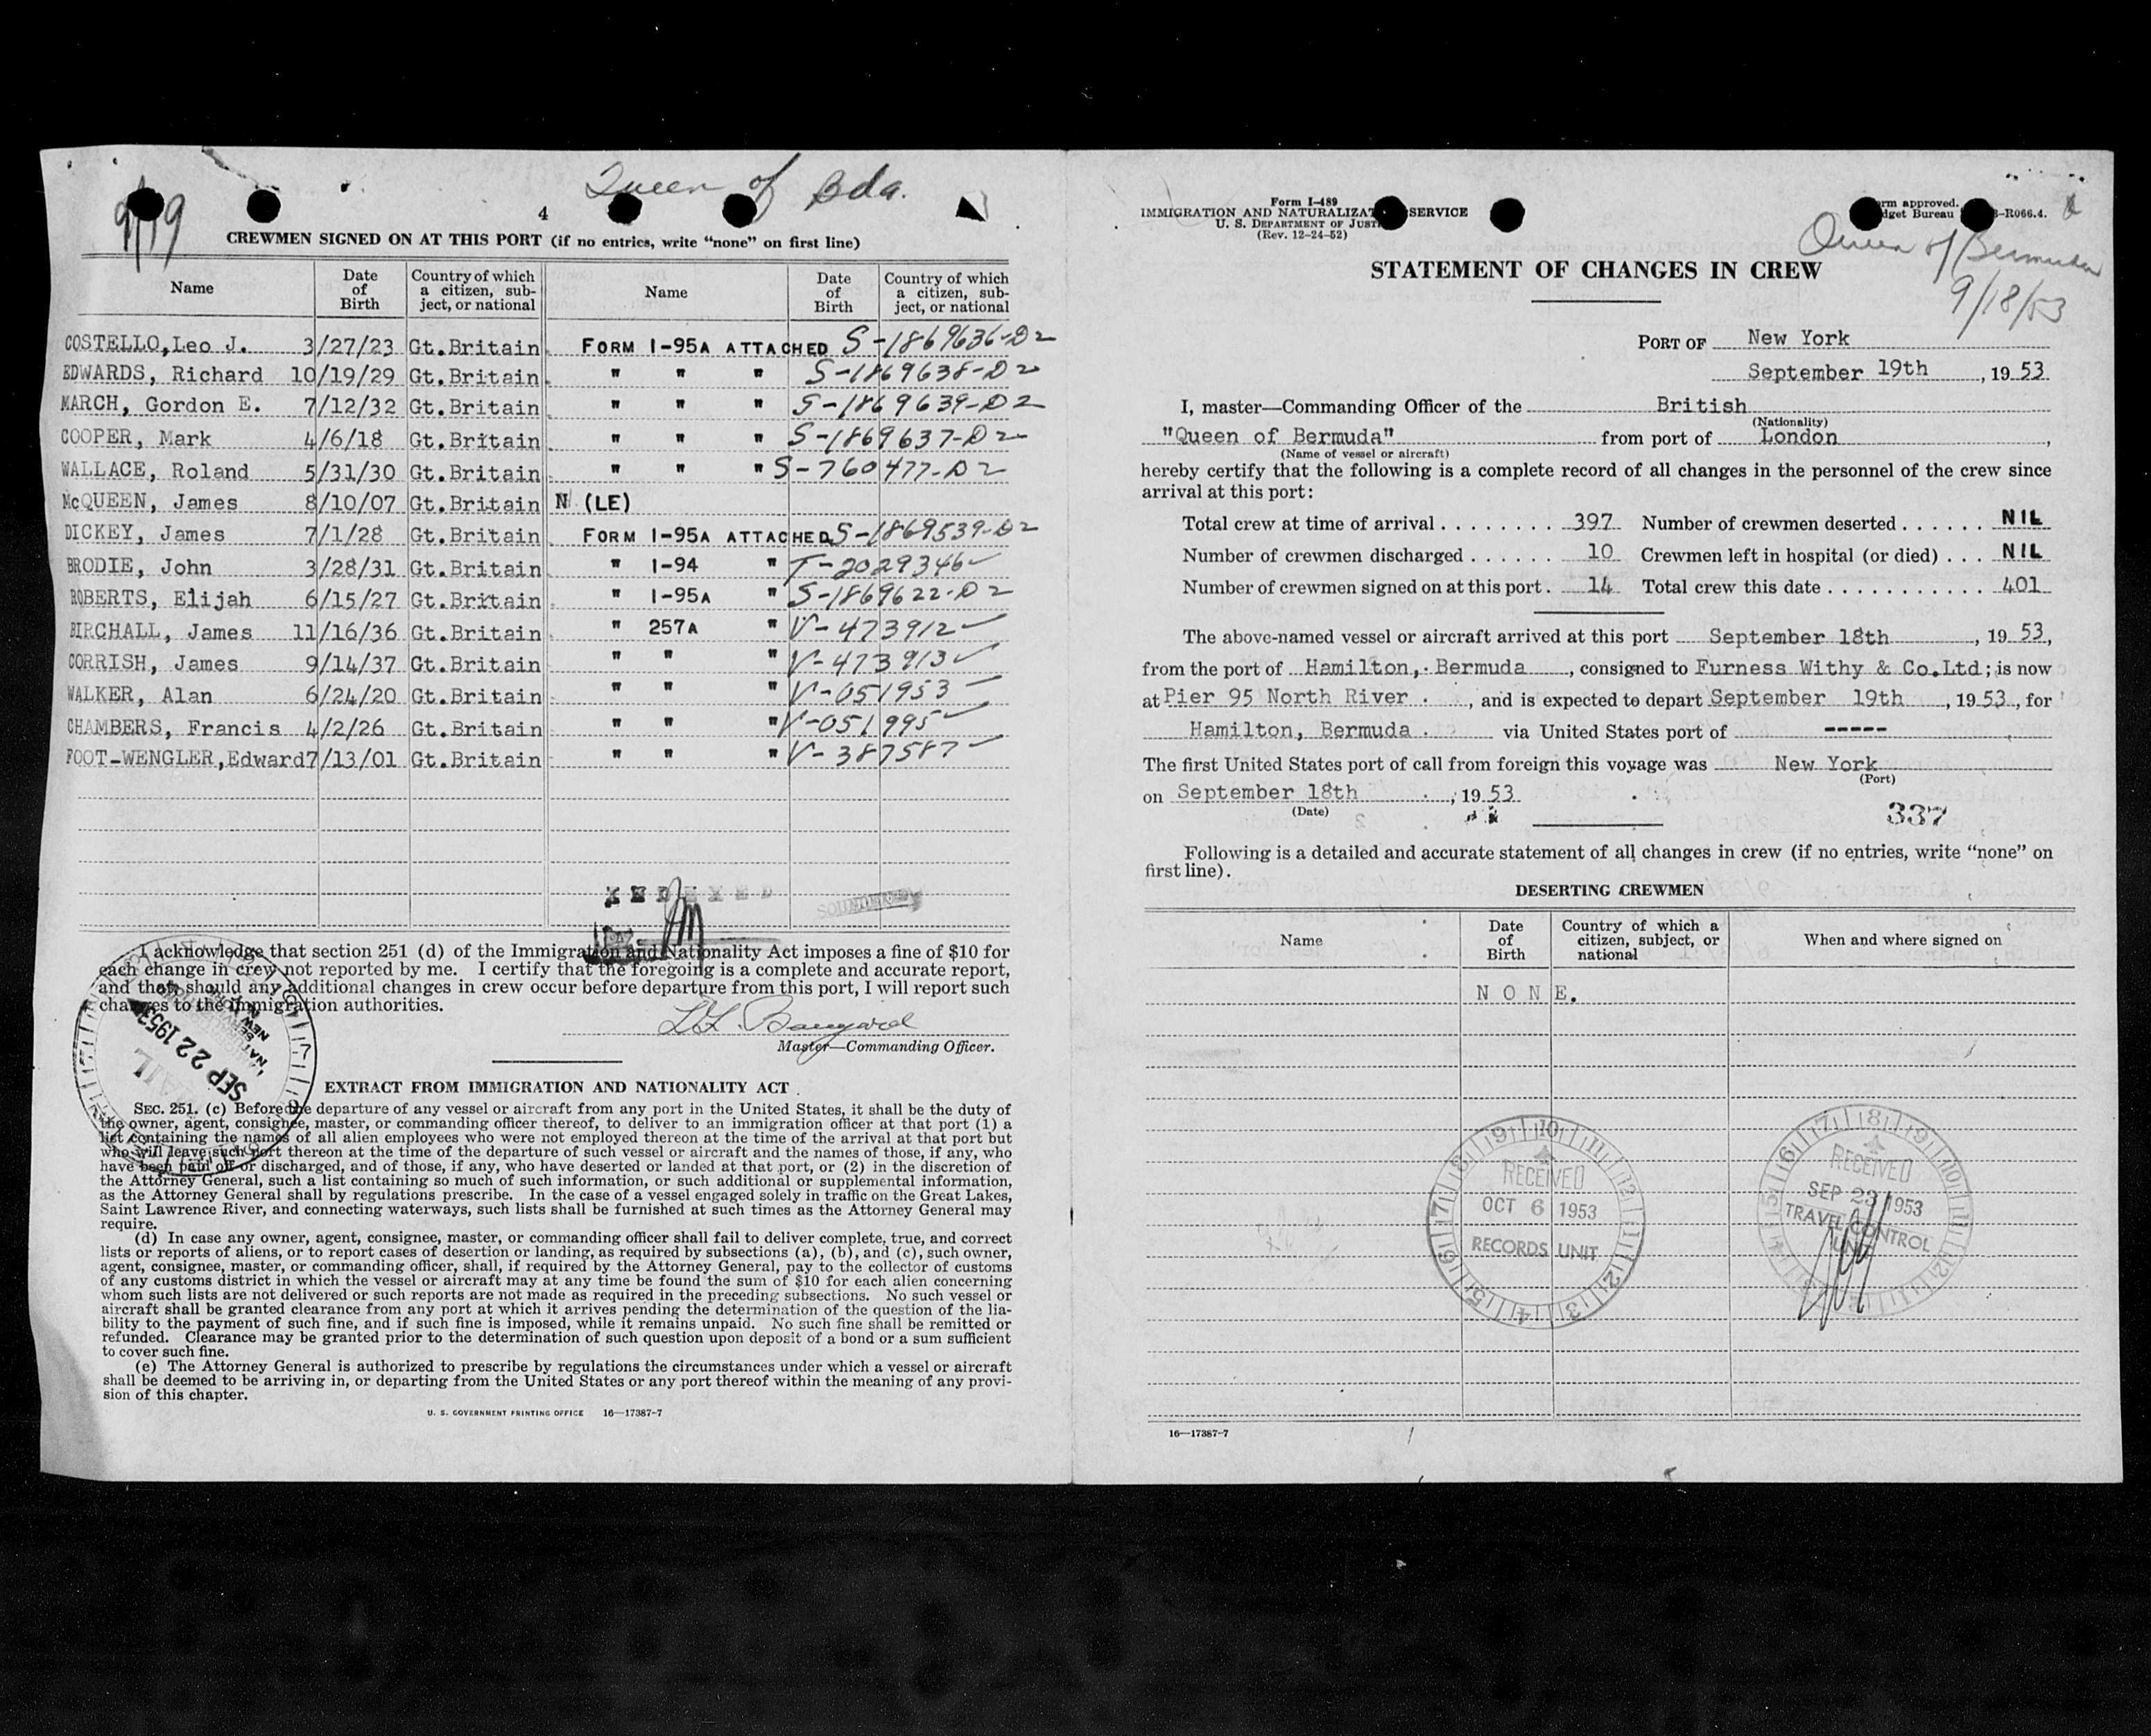 9/19
Queen of Bda.
4
CREWMEN SIGNED ON AT THIS PORT (if no entries, write “none” on first line)
Name Date of Birth Country of which a citizen, subject, or national Name Date of Birth Country of which a citizen, subject, or national
COSTELLO,Leo J. 3/27/23 Gt.Britain FORM 1-95A ATTACHED S-1869636-D2
EDWARDS, Richard 10/19/29 Gt.Britain " " " S-1869638-D2
MARCH, Gordon E. 7/12/32 Gt.Britain " " " S-1869639-D2
COOPER, Mark 4/6/18 Gt.Britain " " " S-1869637-D2
WALLACE, Roland 5/31/30 Gt.Britain " " " S-760477-D2
McQUEEN, James 8/10/07 Gt.Britain N (LE)
DICKEY, James 7/1/28 Gt.Britain FORM 1-95A ATTACHED S-1869539-D2
BRODIE, John 3/28/31 Gt.Britain " 1-94 " T-2029346
ROBERTS, Elijah 6/15/27 Gt.Britain " 1-95A " S-1869622-D2
BIRCHALL, James 11/16/36 Gt.Britain " 257A " V-473912
CORRISH, James 9/14/37 Gt.Britain " " " V-473913
WALKER, Alan 6/24/20 Gt.Britain " " " V-051953
CHAMBERS, Francis 4/2/26 Gt.Britain " " " V-051995
FOOT-WENGLER,Edward 7/13/01 Gt.Britain " " " V-387587
I acknowledge that section 251 (d) of the Immigration and Nationality Act imposes a fine of $10 for
each change in crew not reported by me. I certify that the foregoing is a complete and accurate report,
and that should any additional changes in crew occur before departure from this port, I will report such
changes to the immigration authorities.
SEP 22 1953
Master—Commanding Officer.
EXTRACT FROM IMMIGRATION AND NATIONALITY ACT
SEC. 251. (c) Before the departure of any vessel or aircraft from any port in the United States, it shall be the duty of
the owner, agent, consignee, master, or commanding officer thereof, to deliver to an immigration officer at that port (1) a
list containing the names of all alien employees who were not employed thereon at the time of the arrival at that port but
who will leave such port thereon at the time of the departure of such vessel or aircraft and the names of those, if any, who
have been paid off or discharged, and of those, if any, who have deserted or landed at that port, or (2) in the discretion of
the Attorney General, such a list containing so much of such information, or such additional or supplemental information,
as the Attorney General shall by regulations prescribe. In the case of a vessel engaged solely in traffic on the Great Lakes,
Saint Lawrence River, and connecting waterways, such lists shall be furnished at such times as the Attorney General may
require.
(d) In case any owner, agent, consignee, master, or commanding officer shall fail to deliver complete, true, and correct
lists or reports of aliens, or to report cases of desertion or landing, as required by subsections (a), (b), and (c), such owner,
agent, consignee, master, or commanding officer, shall, if required by the Attorney General, pay to the collector of customs
of any customs district in which the vessel or aircraft may at any time be found the sum of $10 for each alien concerning
whom such lists are not delivered or such reports are not made as required in the preceding subsections. No such vessel or
aircraft shall be granted clearance from any port at which it arrives pending the determination of the question of the lia-
bility to the payment of such fine, and if such fine is imposed, while it remains unpaid. No such fine shall be remitted or
refunded. Clearance may be granted prior to the determination of such question upon deposit of a bond or a sum sufficient
to cover such fine.
(e) The Attorney General is authorized to prescribe by regulations the circumstances under which a vessel or aircraft
shall be deemed to be arriving in, or departing from the United States or any port thereof within the meaning of any provi-
sion of this chapter.
U. S. GOVERNMENT PRINTING OFFICE 16—17387-7
Form I-489
IMMIGRATION AND NATURALIZAT SERVICE
U. S. DEPARTMENT OF JUST
(Rev. 12-24-52)
rm approved.
dget Bureau -R066.4.
Queen of Bermuda
9/18/53
STATEMENT OF CHANGES IN CREW
PORT OF New York
September 19th , 19 53
I, master—Commanding Officer of the British
(Nationality)
"Queen of Bermuda" from port of London ,
(Name of vessel or aircraft)
hereby certify that the following is a complete record of all changes in the personnel of the crew since
arrival at this port:
Total crew at time of arrival 397 Number of crewmen deserted NIL
Number of crewmen discharged 10 Crewmen left in hospital (or died) NIL
Number of crewmen signed on at this port 14 Total crew this date 401
The above-named vessel or aircraft arrived at this port September 18th , 19 53,
from the port of Hamilton, Bermuda , consigned to Furness Withy & Co.Ltd ; is now
at Pier 95 North River , and is expected to depart September 19th , 19 53 , for
Hamilton, Bermuda via United States port of -----
The first United States port of call from foreign this voyage was New York
(Port)
on September 18th , 19 53
(Date)
337
Following is a detailed and accurate statement of all changes in crew (if no entries, write “none” on
first line).
DESERTING CREWMEN
Name Date of Birth Country of which a citizen, subject, or national When and where signed on
N O N E.
RECEIVED
OCT 6 1953
RECORDS UNIT
RECEIVED
SEP 23 1953
TRAVEL CONTROL
UNIT
16—17387-7